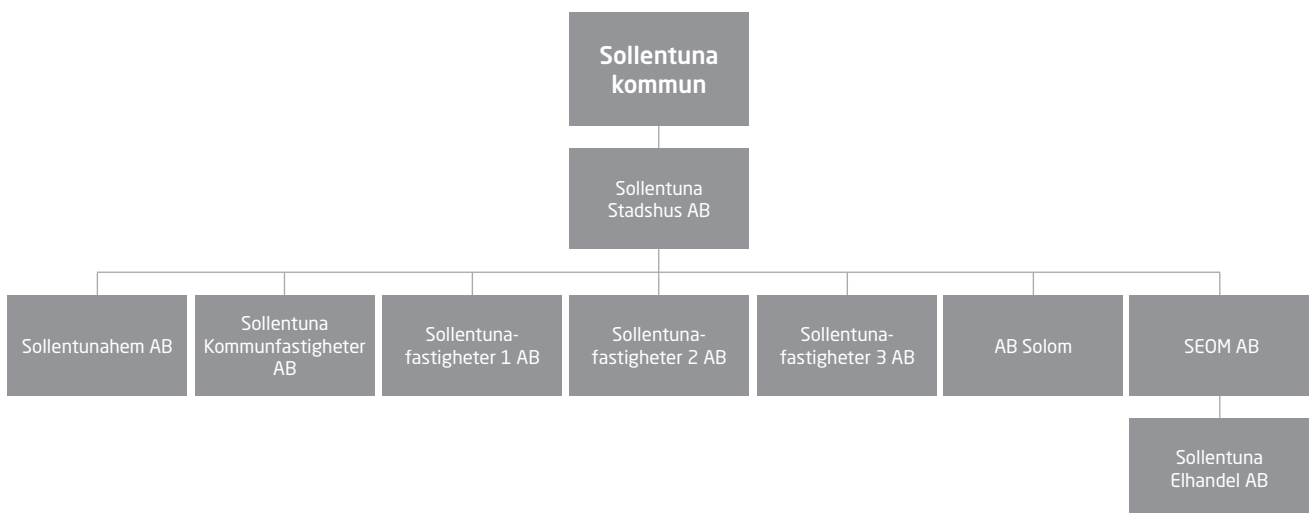 Sollentuna
kommun
Sollentuna
Stadshus AB
Sollentunahem AB
Sollentuna
Kommunfastigheter
AB
Sollentuna-
fastigheter 1 AB
Sollentuna-
fastigheter 2 AB
Sollentuna-
fastigheter 3 AB
AB Solom
SEOM AB
Sollentuna
Elhandel AB